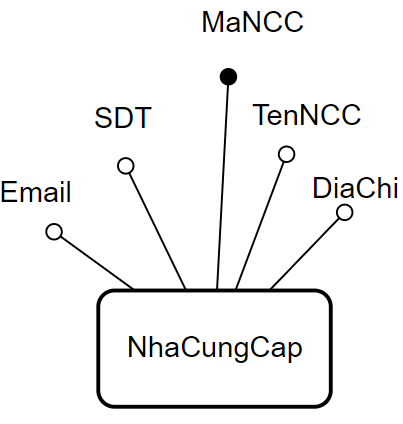 MaNCC
SDT
TenNCC
Email
DiaChi
NhaCungCap